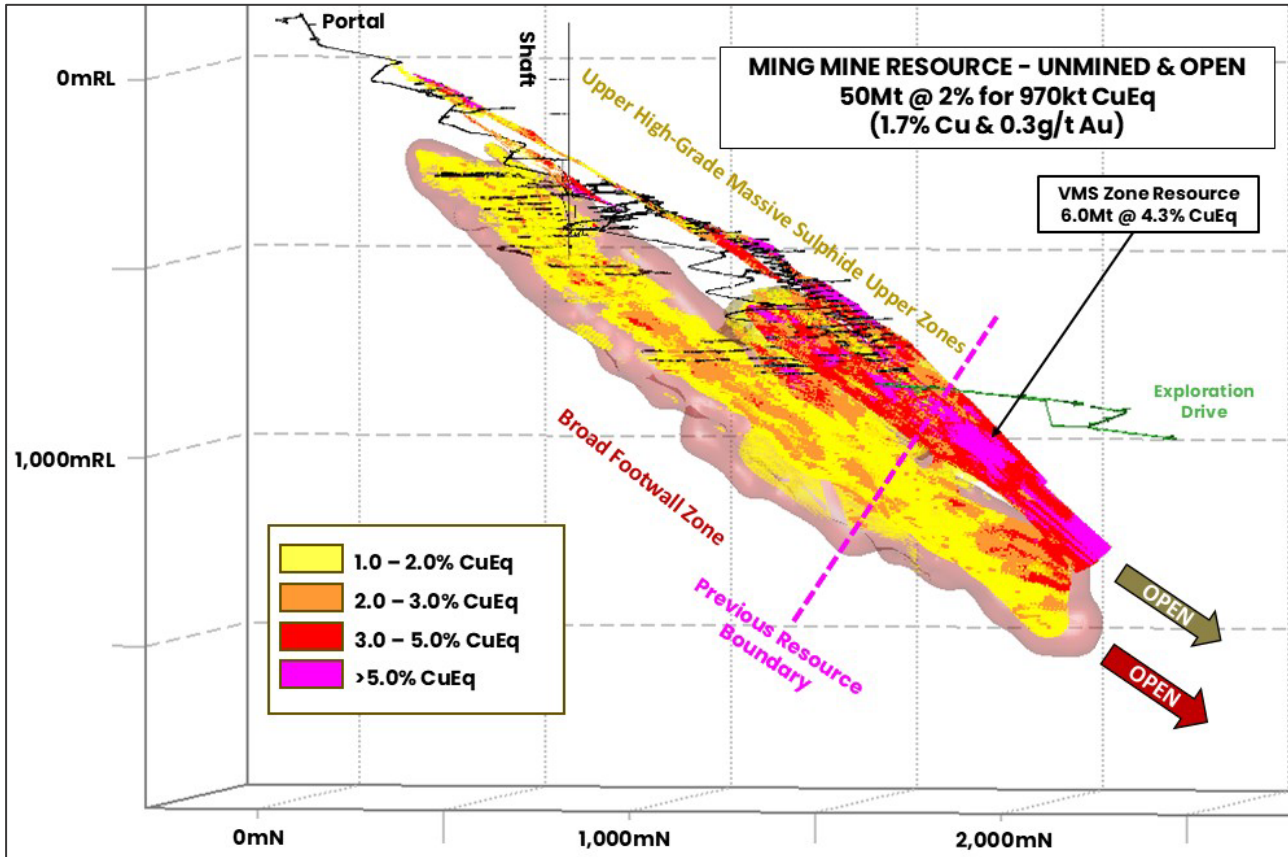 Portal
Shaft
0mRL
MING MINE RESOURCE - UNMINED & OPEN
50Mt @ 2% for 970kt CuEq
(1.7% Cu & 0.3g/t Au)
Upper High-Grade Massive Sulphide Upper Zones
VMS Zone Resource
6.0Mt @ 4.3% CuEq
Exploration
Drive
1,000mRL
Broad Footwall Zone
1.0 – 2.0% CuEq
2.0 – 3.0% CuEq
3.0 – 5.0% CuEq
>5.0% CuEq
Previous Resource
Boundary
OPEN
OPEN
0mN
1,000mN
2,000mN